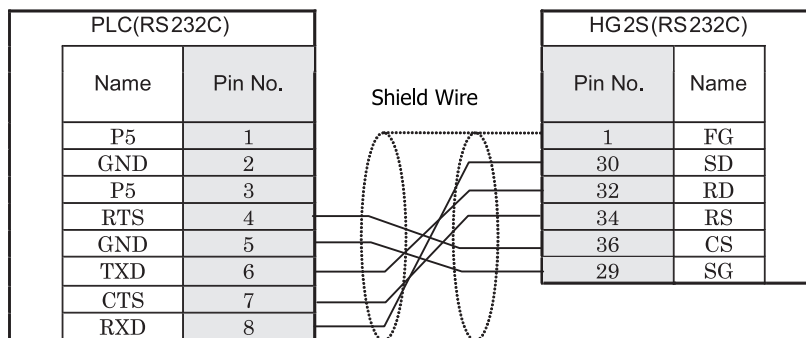 PLC(RS232C)
Name Pin No.
P5 1
GND 2
P5 3
RTS 4
GND 5
TXD 6
CTS 7
RXD 8
Shield Wire
HG2S(RS232C)
Pin No. Name
1 FG
30 SD
32 RD
34 RS
36 CS
29 SG